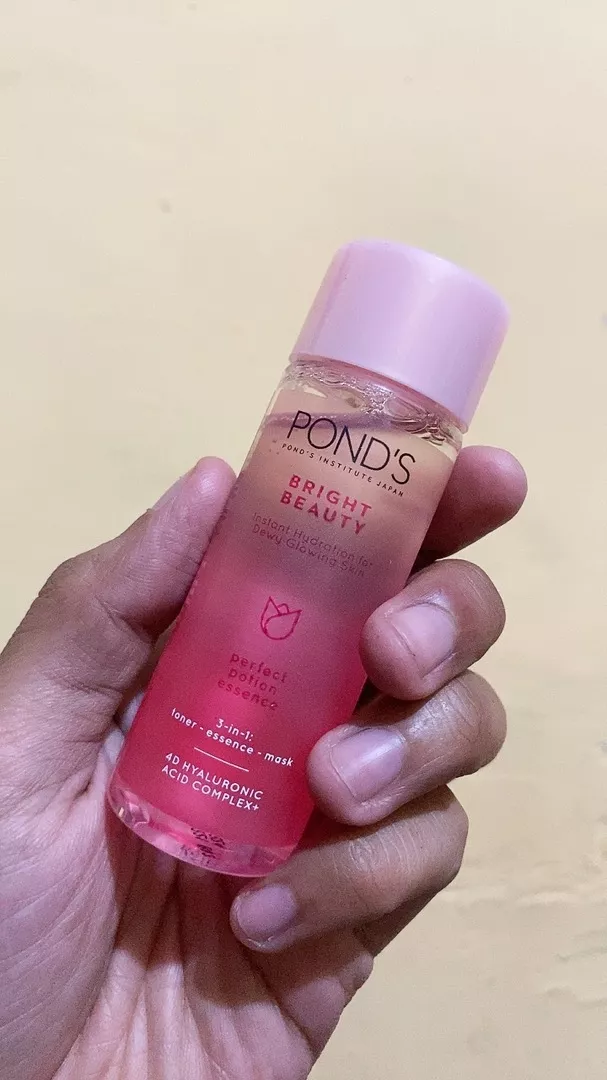 POND'S
POND'S INSTITUTE JAPAN
BRIGHT
BEAUTY
Instant Hydration for
Dewy Glowing Skin
perfect
potion
essence
3-in-1:
toner - essence - mask
4D HYALURONIC
ACID COMPLEX+